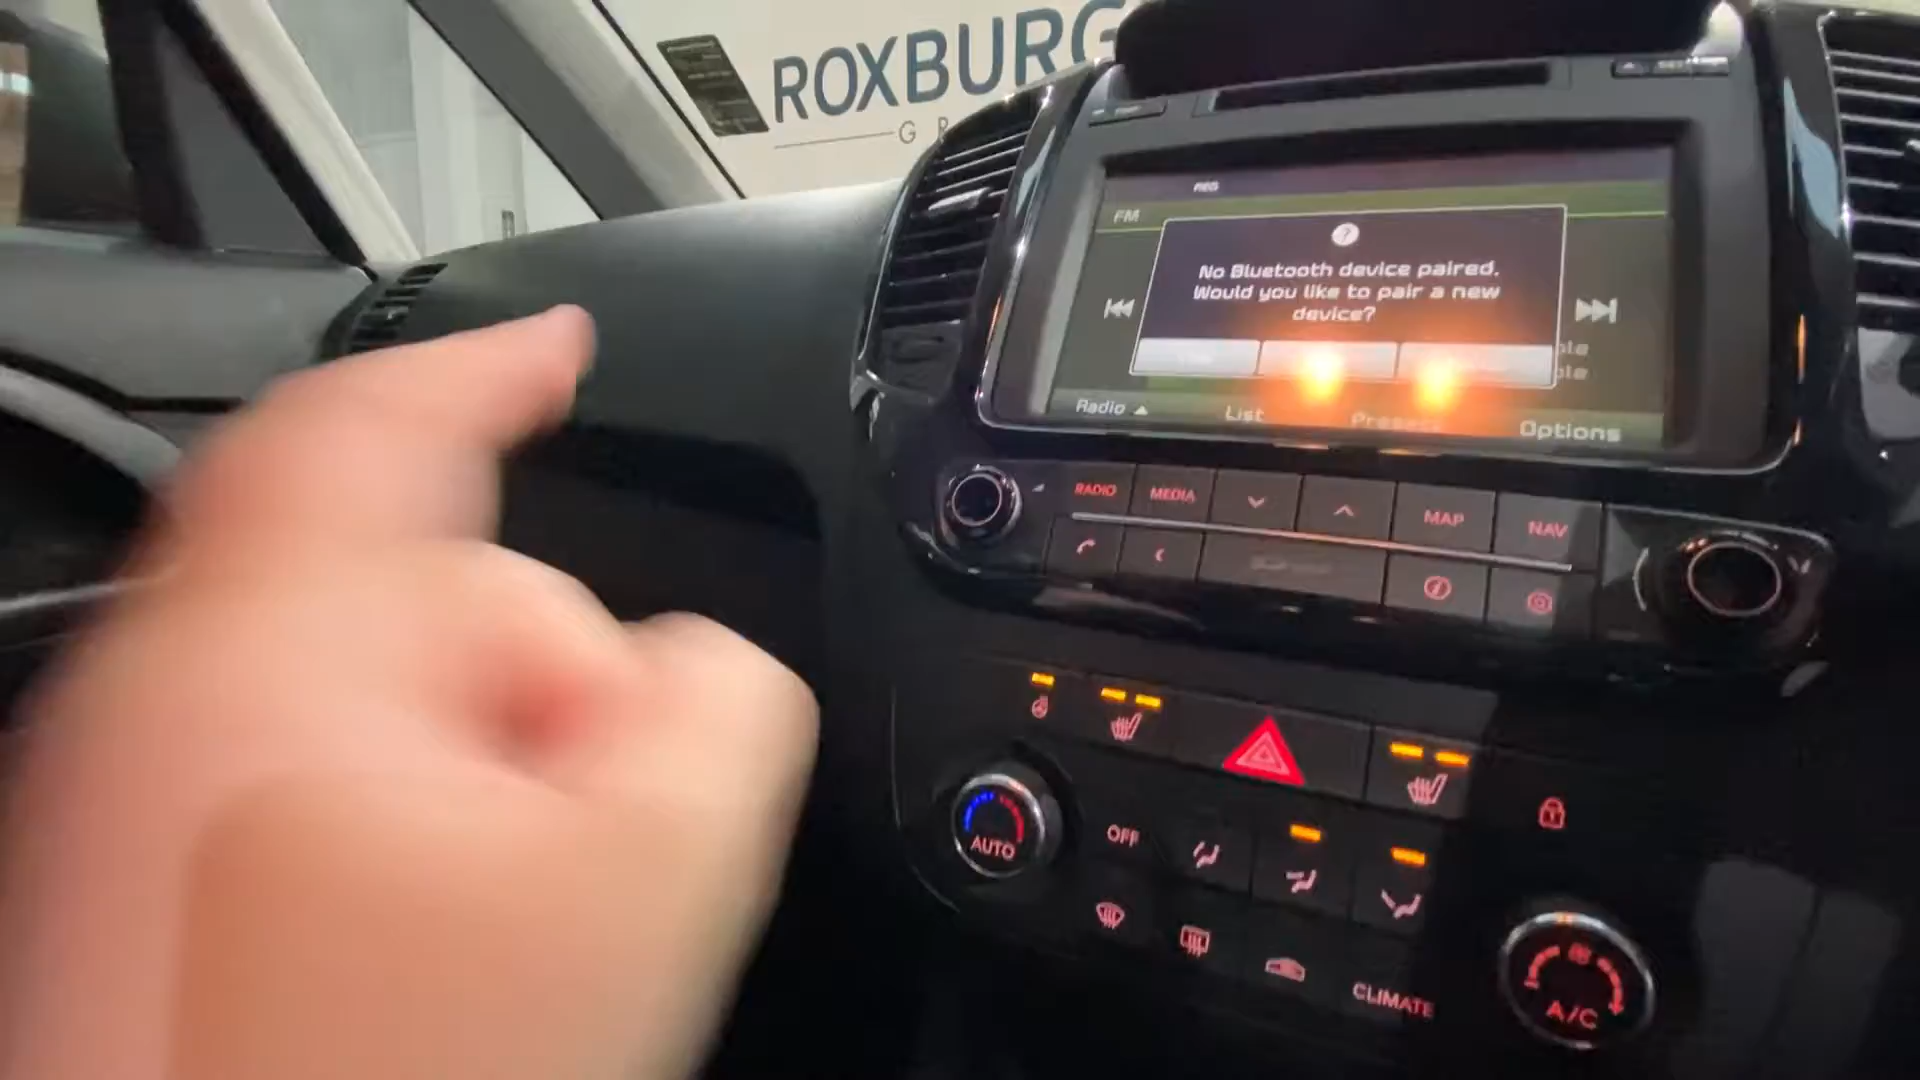 ROXBURG
G R
FM
No Bluetooth device paired.
Would you like to pair a new
device?
Radio
List
Presets
Options
RADIO
MEDIA
MAP
NAV
AUTO
OFF
CLIMATE
A/C